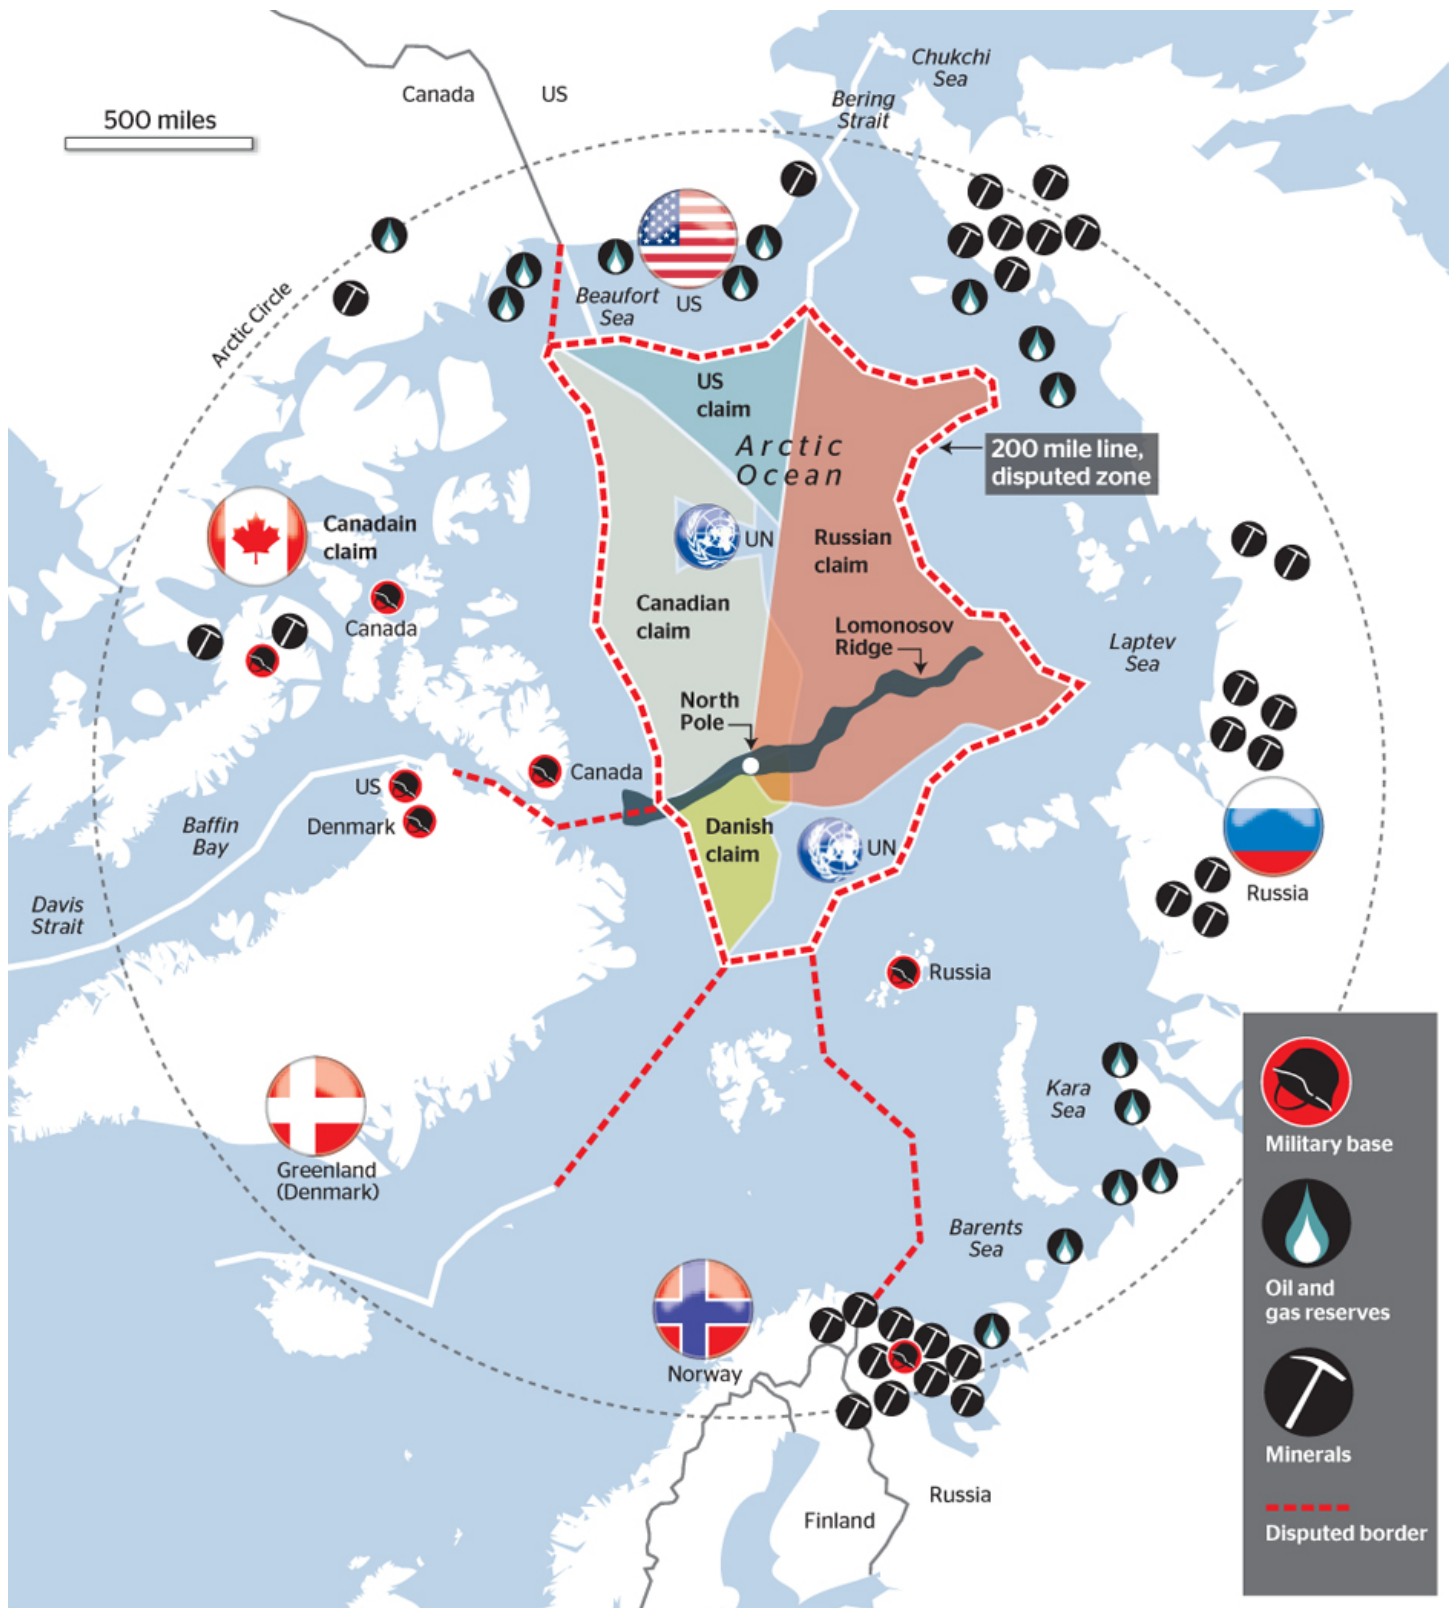 Chukchi
Sea
Canada
US
500 miles
Bering
Strait
Arctic Circle
Beaufort
Sea
US
US
claim
Arctic
Ocean
200 mile line,
disputed zone
Canadain
claim
UN
Russian
claim
Canadian
claim
Canada
Lomonosov
Ridge
Laptev
Sea
North
Pole
Canada
US
Denmark
Baffin
Bay
Danish
claim
UN
Davis
Strait
Russia
Russia
Kara
Sea
Greenland
(Denmark)
Barents
Sea
Norway
Finland
Russia
Military base
Oil and
gas reserves
Minerals
Disputed border